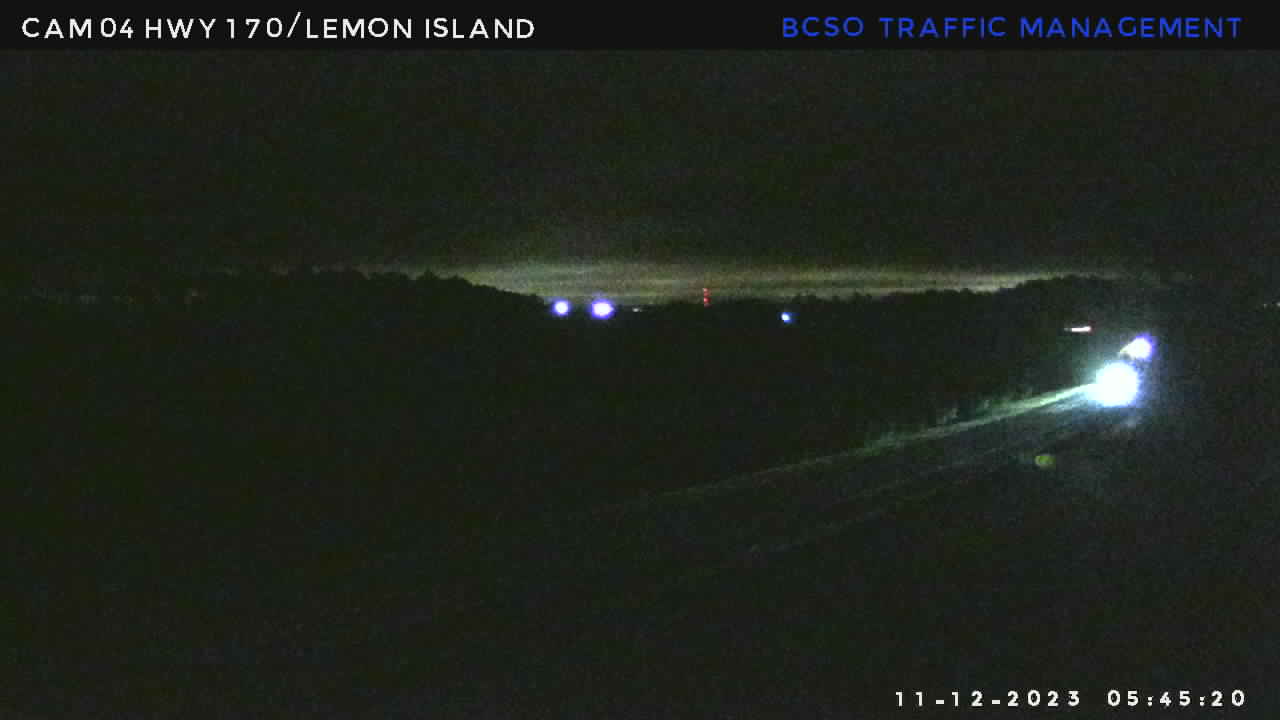 CAM04 HWY 170/LEMON ISLAND
BCSO TRAFFIC MANAGEMENT
11-12-2023 05:45:20